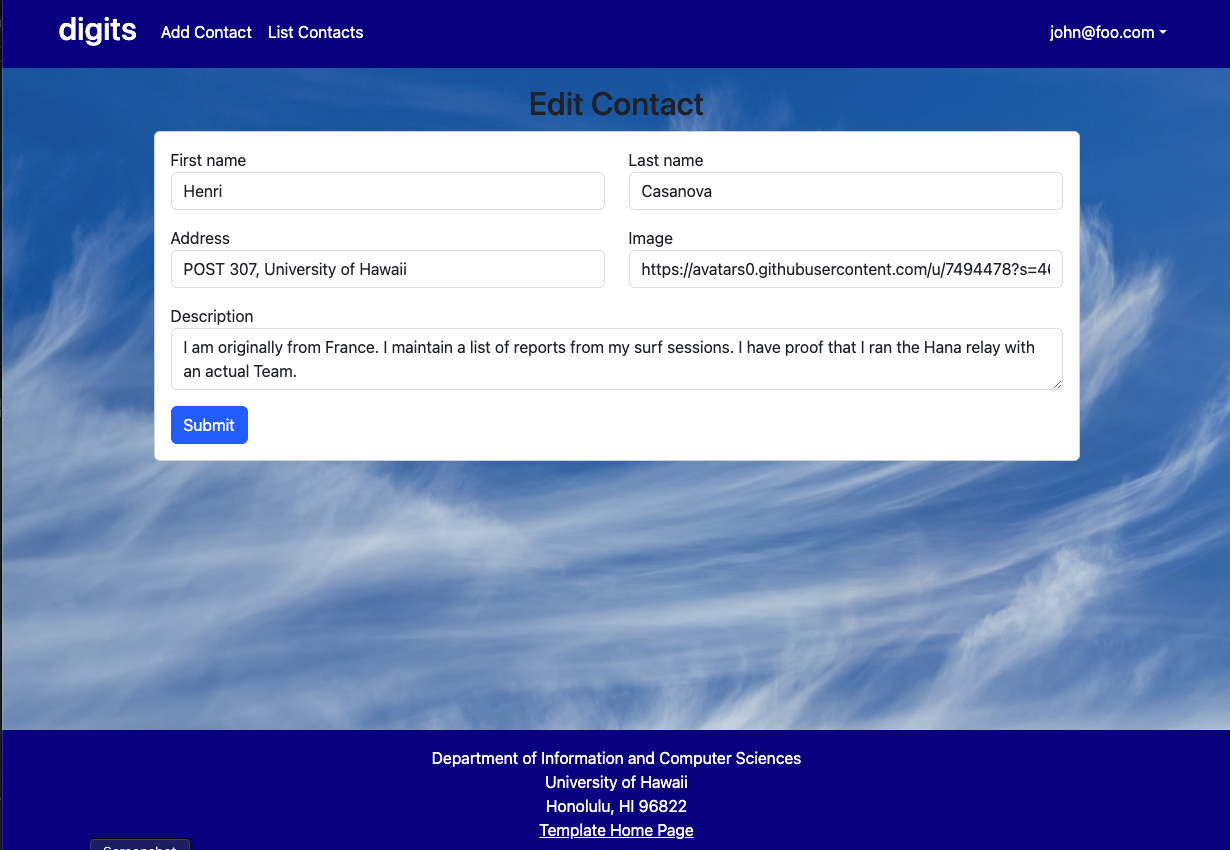 digits
Add Contact
List Contacts
john@foo.com
Edit Contact
First name
Last name
Henri
Casanova
Address
Image
POST 307, University of Hawaii
https://avatars0.githubusercontent.com/u/7494478?s=4
Description
I am originally from France. I maintain a list of reports from my surf sessions. I have proof that I ran the Hana relay with
an actual Team.
Submit
Department of Information and Computer Sciences
University of Hawaii
Honolulu, HI 96822
Template Home Page
Screenshot